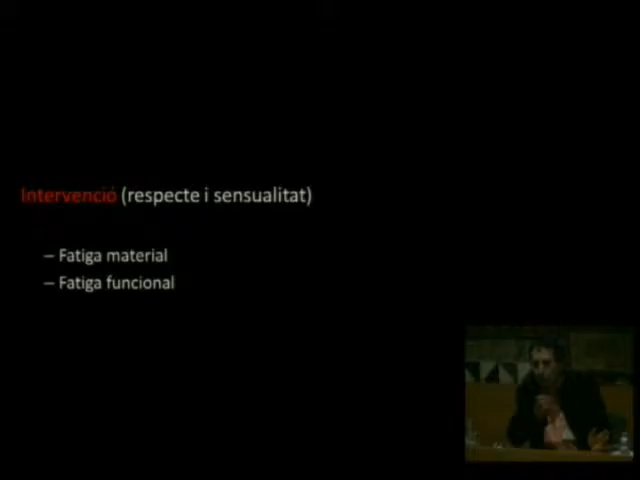 Intervenció (respecte i sensualitat)
– Fatiga material
– Fatiga funcional